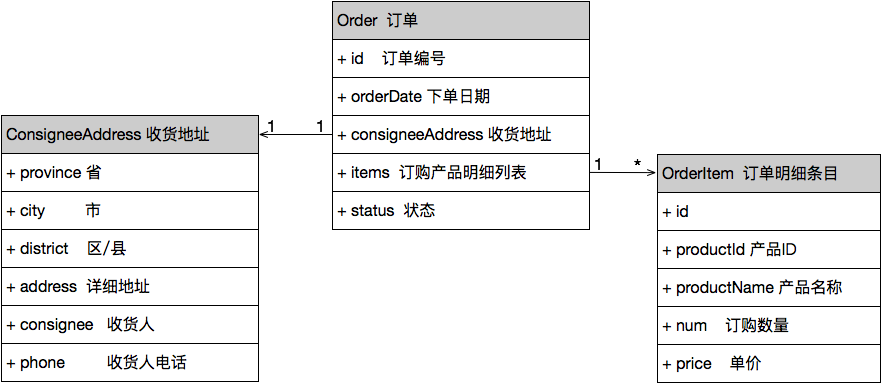 Order 订单
+ id 订单编号
+ orderDate 下单日期
+ consigneeAddress 收货地址
+ items 订购产品明细列表
+ status 状态
1 1
ConsigneeAddress 收货地址
+ province 省
+ city 市
+ district 区/县
+ address 详细地址
+ consignee 收货人
+ phone 收货人电话
1 *
OrderItem 订单明细条目
+ id
+ productId 产品ID
+ productName 产品名称
+ num 订购数量
+ price 单价